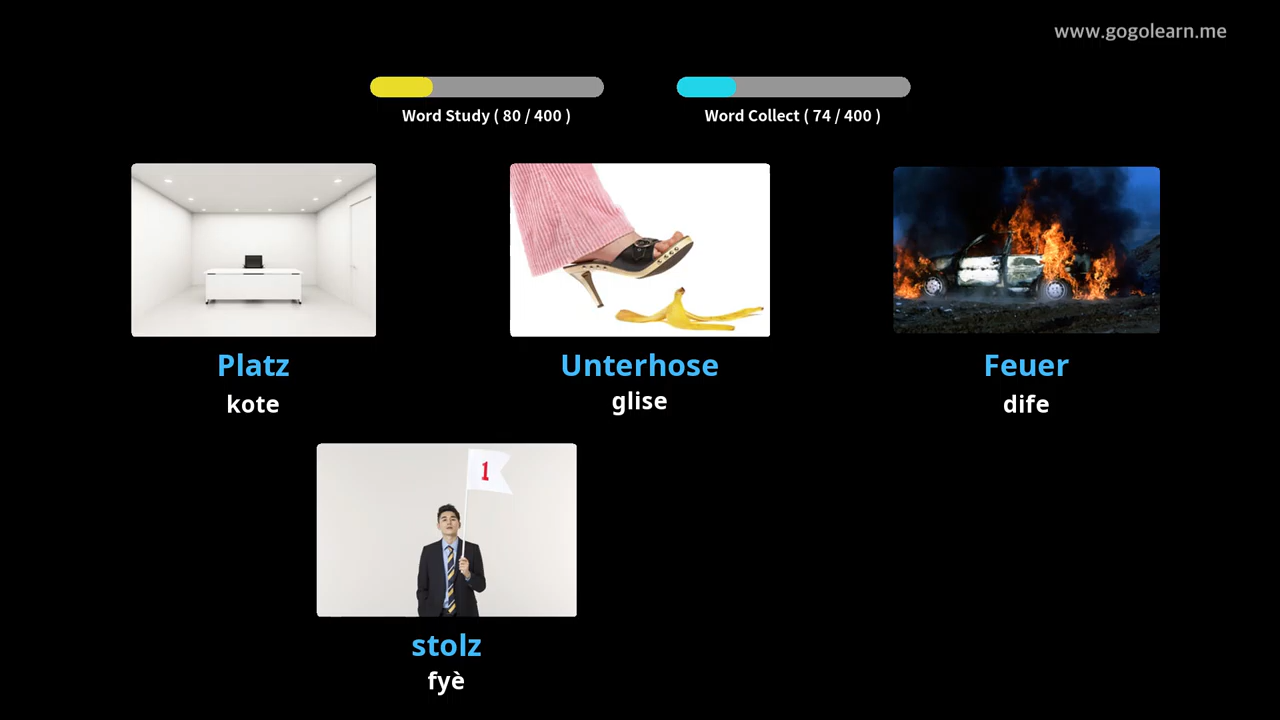 www.gogolearn.me
Word Study ( 80 / 400 )
Word Collect ( 74 / 400 )
Platz
kote
Unterhose
glise
Feuer
dife
1
stolz
fyè